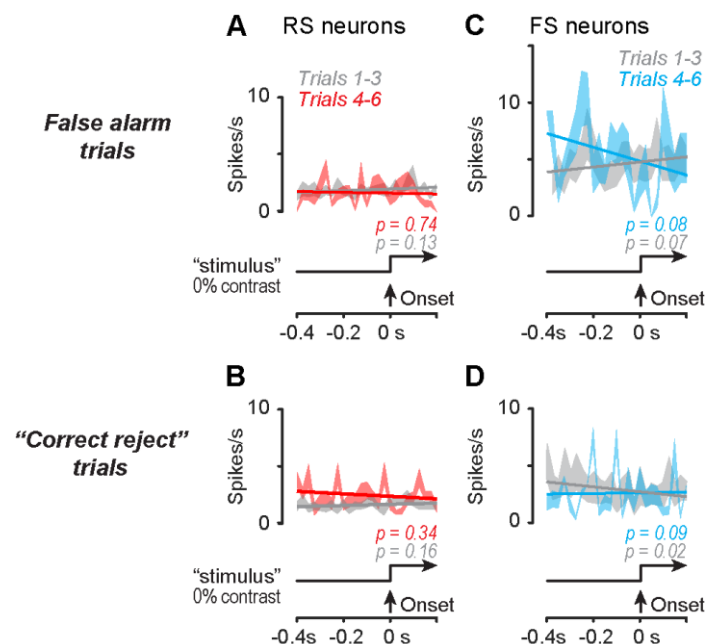 A RS neurons
C FS neurons
False alarm
trials
Spikes/s
10
0
Trials 1-3
Trials 4-6
p = 0.74
p = 0.13
"stimulus"
0% contrast
Onset
-0.4 -0.2 0 s
Spikes/s
10
5
0
Trials 1-3
Trials 4-6
p = 0.08
p = 0.07
Onset
-0.4s -0.2 0 s
B
D
"Correct reject"
trials
Spikes/s
10
0
p = 0.34
p = 0.16
"stimulus"
0% contrast
Onset
-0.4s -0.2 0 s
Spikes/s
10
0
p = 0.09
p = 0.02
Onset
-0.4s -0.2 0 s